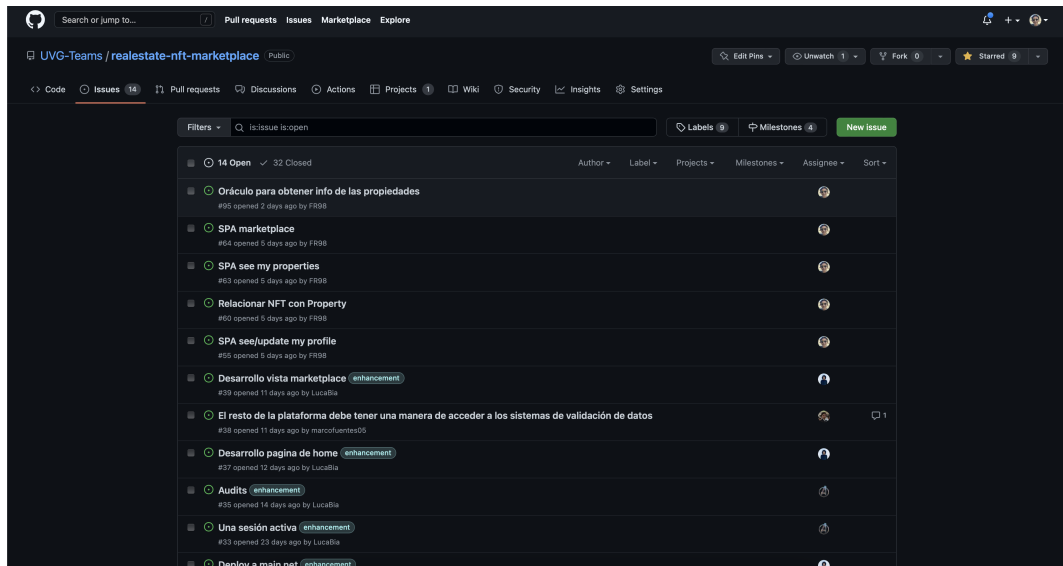 Search or jump to... / Pull requests Issues Marketplace Explore
UVG-Teams / realestate-nft-marketplace Public Edit Pins Unwatch 1 Fork 0 Starred 9
Code Issues 14 Pull requests Discussions Actions Projects 1 Wiki Security Insights Settings
Filters is:issue is:open Labels 9 Milestones 4 New issue
14 Open 32 Closed Author Label Projects Milestones Assignee Sort
Oráculo para obtener info de las propiedades
#95 opened 2 days ago by FR98
SPA marketplace
#64 opened 5 days ago by FR98
SPA see my properties
#63 opened 5 days ago by FR98
Relacionar NFT con Property
#60 opened 5 days ago by FR98
SPA see/update my profile
#55 opened 5 days ago by FR98
Desarrollo vista marketplace enhancement
#39 opened 11 days ago by LucaBia
El resto de la plataforma debe tener una manera de acceder a los sistemas de validación de datos 1
#38 opened 11 days ago by marcofuentes05
Desarrollo pagina de home enhancement
#37 opened 12 days ago by LucaBia
Audits enhancement
#35 opened 14 days ago by LucaBia
Una sesión activa enhancement
#33 opened 23 days ago by LucaBia
Deploy a main net enhancement